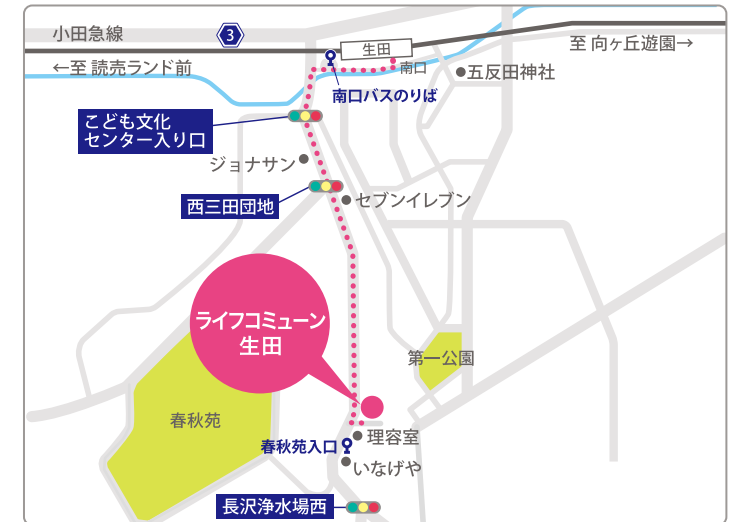 小田急線
3
生田
至 向ヶ丘遊園→
←至 読売ランド前
南口
五反田神社
南口バスのりば
こども文化
センター入り口
ジョナサン
西三田団地
セブンイレブン
ライフコミューン
生田
第一公園
春秋苑
理容室
春秋苑入口
いなげや
長沢浄水場西